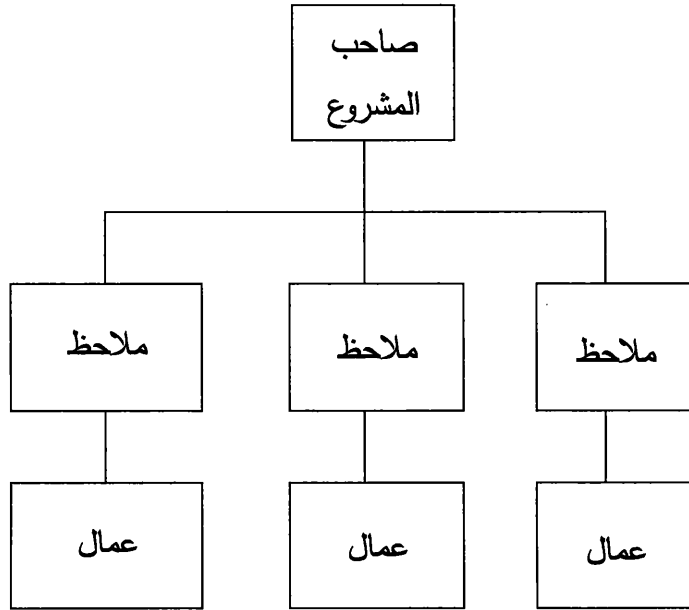 صاحب
المشروع
ملاحظ
ملاحظ
ملاحظ
عمال
عمال
عمال